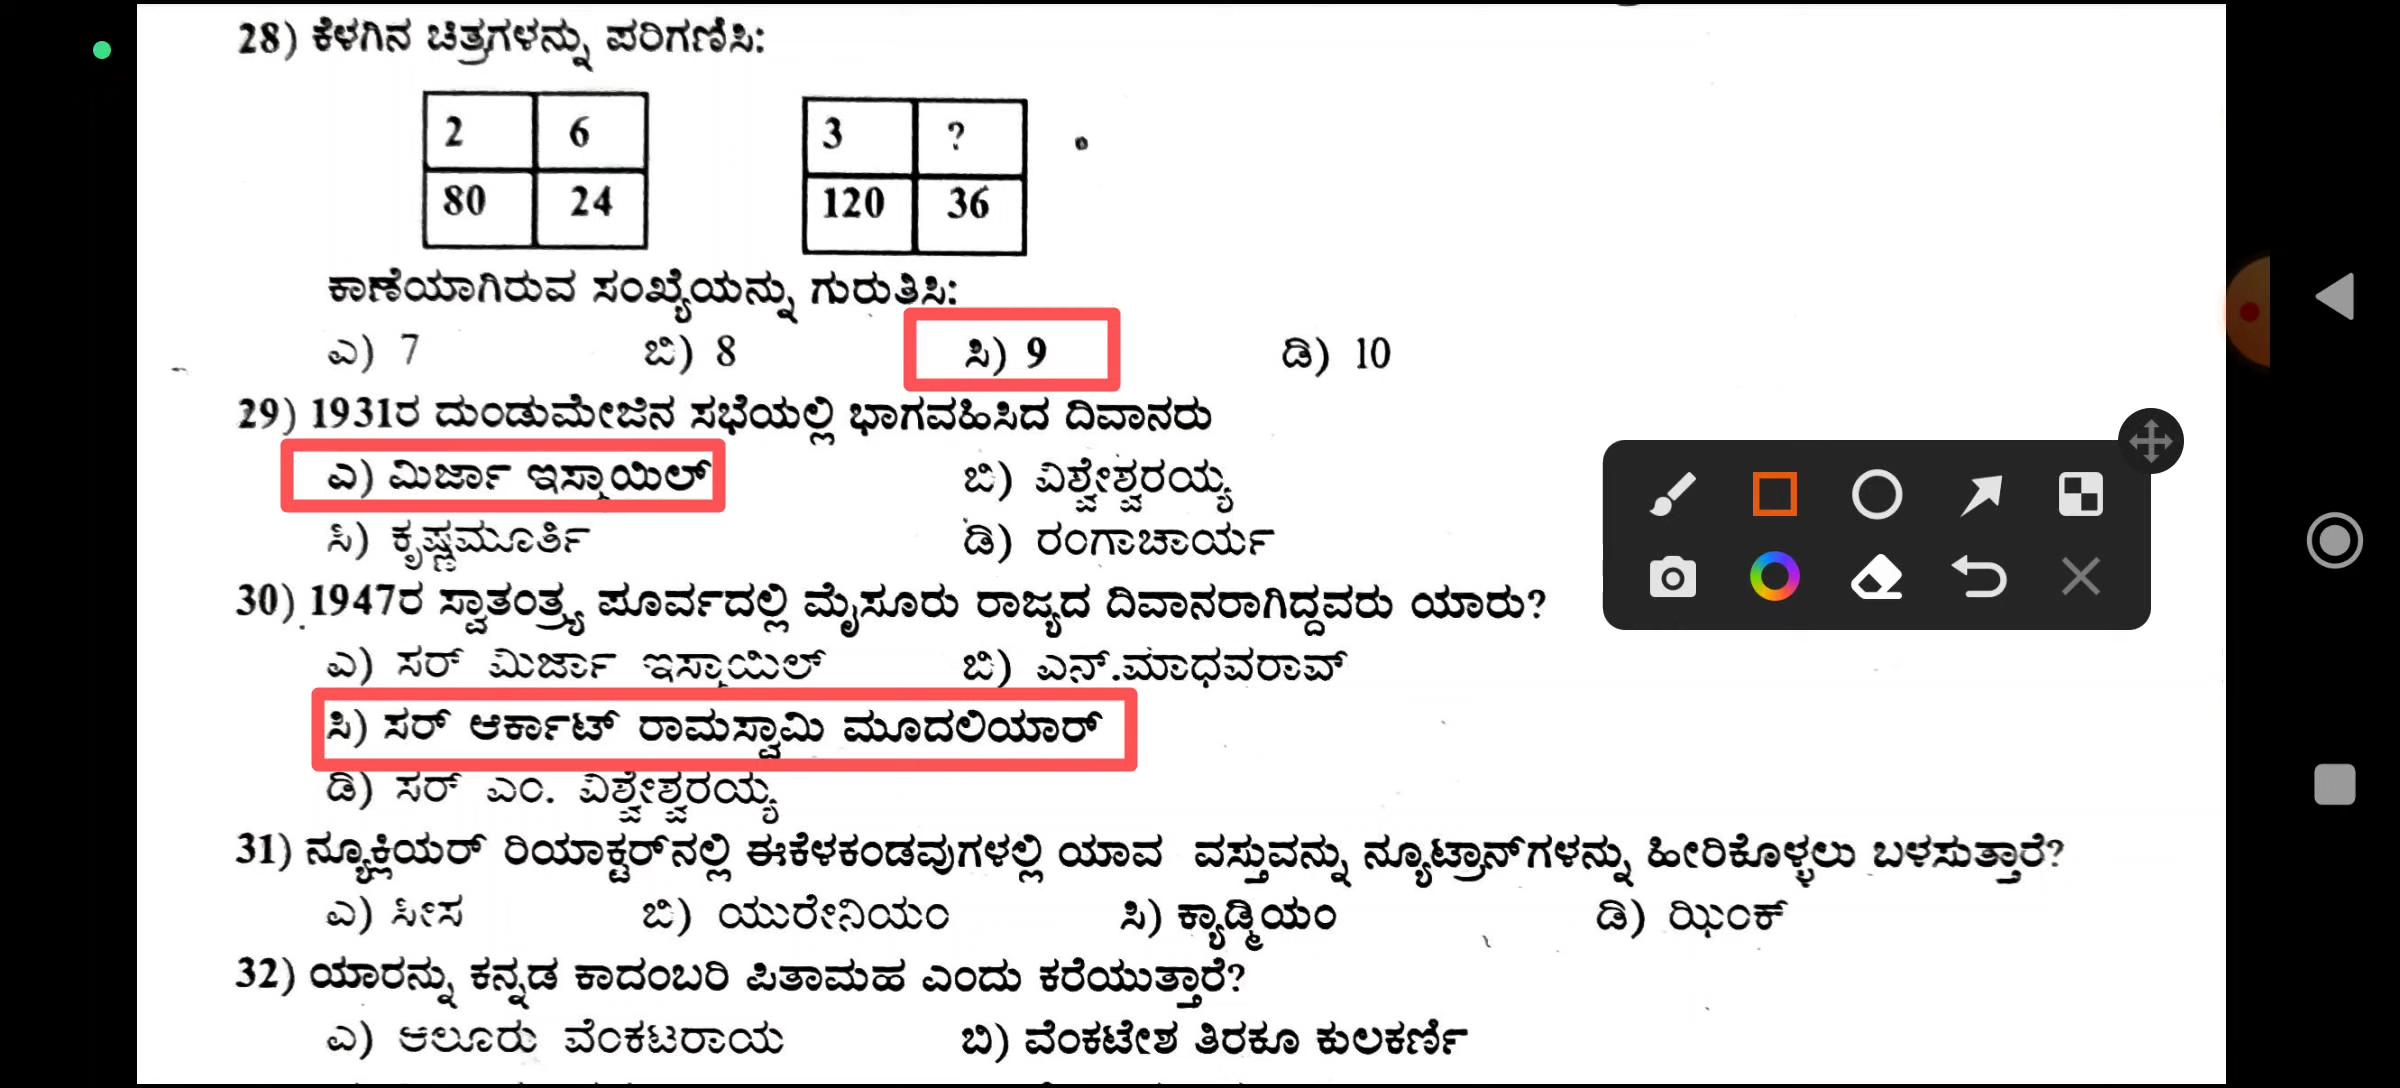 28) ಕೆಳಗಿನ ಚಿತ್ರಗಳನ್ನು ಪರಿಗಣಿಸಿ:
2 6 3 ?
80 24 120 36
ಕಾಣೆಯಾಗಿರುವ ಸಂಖ್ಯೆಯನ್ನು ಗುರುತಿಸಿ:
ಎ) 7 ಬಿ) 8 ಸಿ) 9 ಡಿ) 10
29) 1931ರ ದುಂಡುಮೇಜಿನ ಸಭೆಯಲ್ಲಿ ಭಾಗವಹಿಸಿದ ದಿವಾನರು
ಎ) ಮಿರ್ಜಾ ಇಸ್ಮಾಯಿಲ್ ಬಿ) ವಿಶ್ವೇಶ್ವರಯ್ಯ
ಸಿ) ಕೃಷ್ಣಮೂರ್ತಿ ಡಿ) ರಂಗಾಚಾರ್ಯ
30) 1947ರ ಸ್ವಾತಂತ್ರ್ಯ ಪೂರ್ವದಲ್ಲಿ ಮೈಸೂರು ರಾಜ್ಯದ ದಿವಾನರಾಗಿದ್ದವರು ಯಾರು?
ಎ) ಸರ್ ಮಿರ್ಜಾ ಇಸ್ಮಾಯಿಲ್ ಬಿ) ಎನ್.ಮಾಧವರಾವ್
ಸಿ) ಸರ್ ಆರ್ಕಾಟ್ ರಾಮಸ್ವಾಮಿ ಮೂದಲಿಯಾರ್
ಡಿ) ಸರ್ ಎಂ. ವಿಶ್ವೇಶ್ವರಯ್ಯ
31) ನ್ಯೂಕ್ಲಿಯರ್ ರಿಯಾಕ್ಟರ್‌ನಲ್ಲಿ ಈಕೆಳಕಂಡವುಗಳಲ್ಲಿ ಯಾವ ವಸ್ತುವನ್ನು ನ್ಯೂಟ್ರಾನ್‌ಗಳನ್ನು ಹೀರಿಕೊಳ್ಳಲು ಬಳಸುತ್ತಾರೆ?
ಎ) ಸೀಸ ಬಿ) ಯುರೇನಿಯಂ ಸಿ) ಕ್ಯಾಡ್ಮಿಯಂ ಡಿ) ಝಿಂಕ್
32) ಯಾರನ್ನು ಕನ್ನಡ ಕಾದಂಬರಿ ಪಿತಾಮಹ ಎಂದು ಕರೆಯುತ್ತಾರೆ?
ಎ) ಆಲೂರು ವೆಂಕಟರಾಯ ಬಿ) ವೆಂಕಟೇಶ ತಿರಕೂ ಕುಲಕರ್ಣಿ